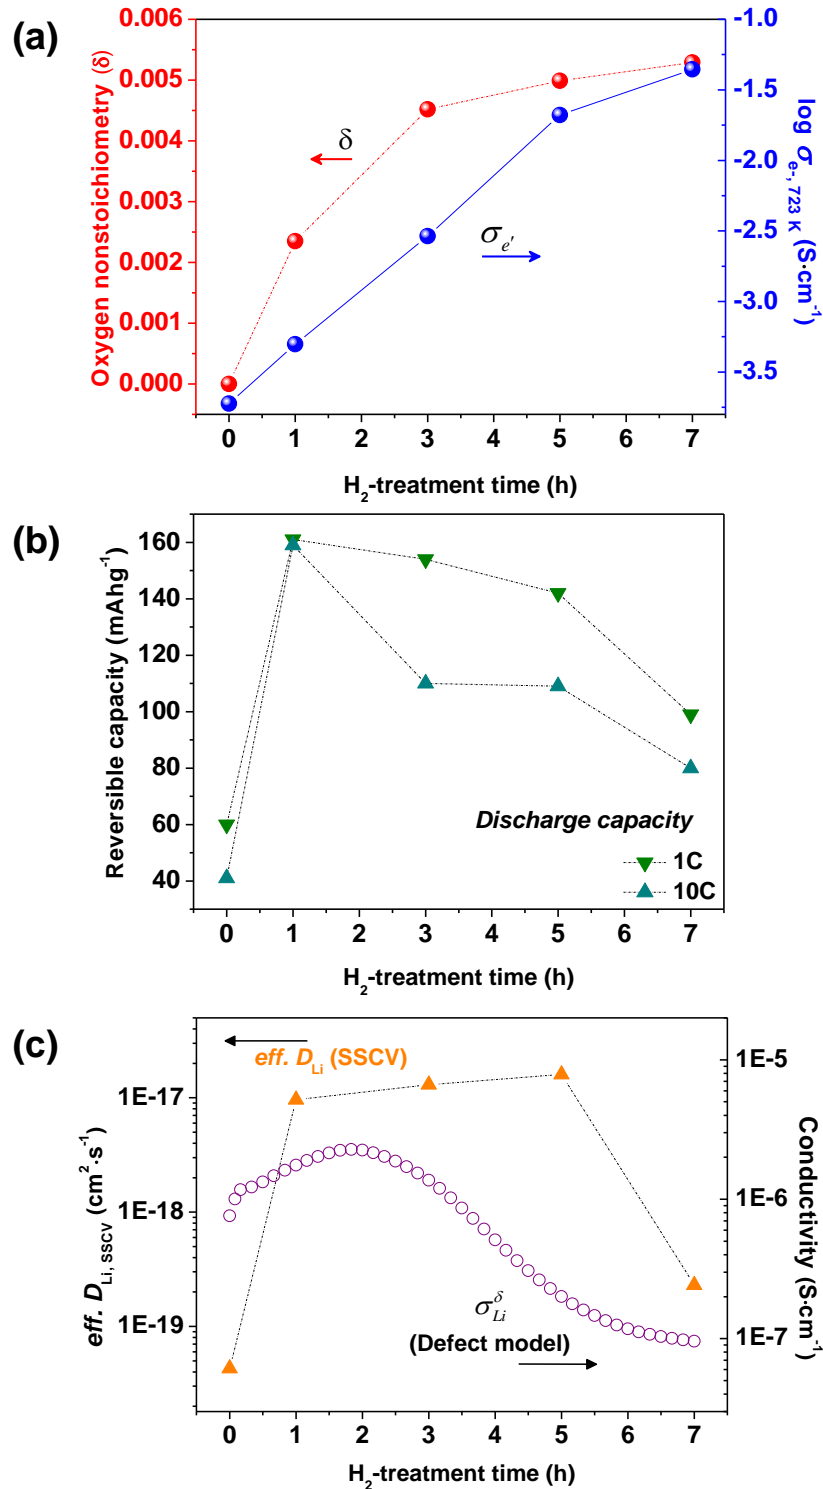 (a)
0.006
0.005
0.004
0.003
0.002
0.001
0.000
Oxygen nonstoichiometry (δ)
δ
σe'
-1.0
-1.5
-2.0
-2.5
-3.0
-3.5
log σe-, 723 K (S·cm-1)
0 1 2 3 4 5 6 7
H2-treatment time (h)
(b)
160
140
120
100
80
60
40
Reversible capacity (mAhg-1)
Discharge capacity
1C
10C
0 1 2 3 4 5 6 7
H2-treatment time (h)
(c)
eff. DLi (SSCV)
1E-17
1E-18
1E-19
eff. DLi, SSCV (cm2·s-1)
1E-5
1E-6
1E-7
Conductivity (S·cm-1)
σLiδ
(Defect model)
0 1 2 3 4 5 6 7
H2-treatment time (h)